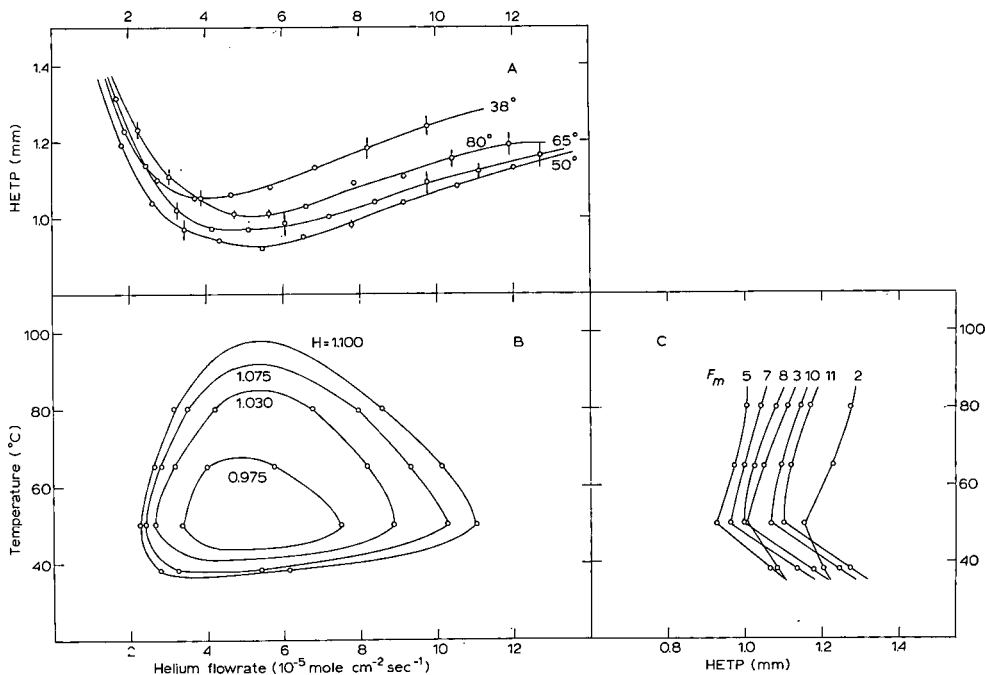 2 4 6 8 10 12
A
1.4
1.2
1.0
HETP (mm)
38°
80°
65°
50°
B
H=1.100
1.075
1.030
0.975
100
80
60
40
Temperature (°C)
2 4 6 8 10 12
Helium flowrate (10⁻⁵ mole cm⁻² sec⁻¹)
C
Fm 5 7 8 3 10 11 2
100
80
60
40
0.8 1.0 1.2 1.4
HETP (mm)